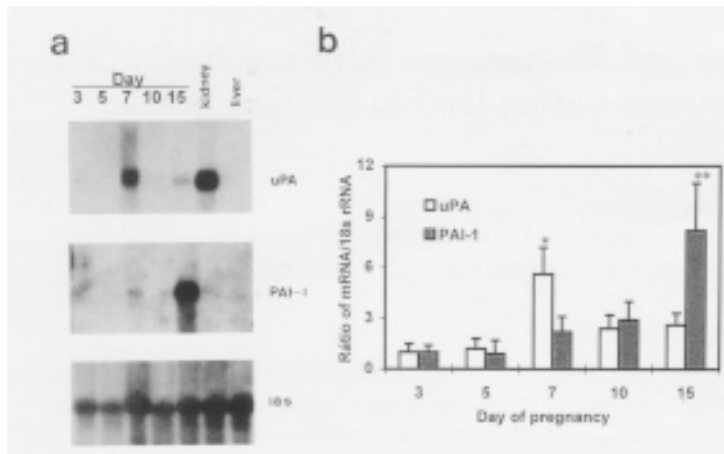 a
Day
3 5 7 10 15 kidney liver
uPA
PAI-1
18S
b
Ratio of mRNA/18s rRNA
12
9
6
3
0
uPA
PAI-1
*
**
3 5 7 10 15
Day of pregnancy